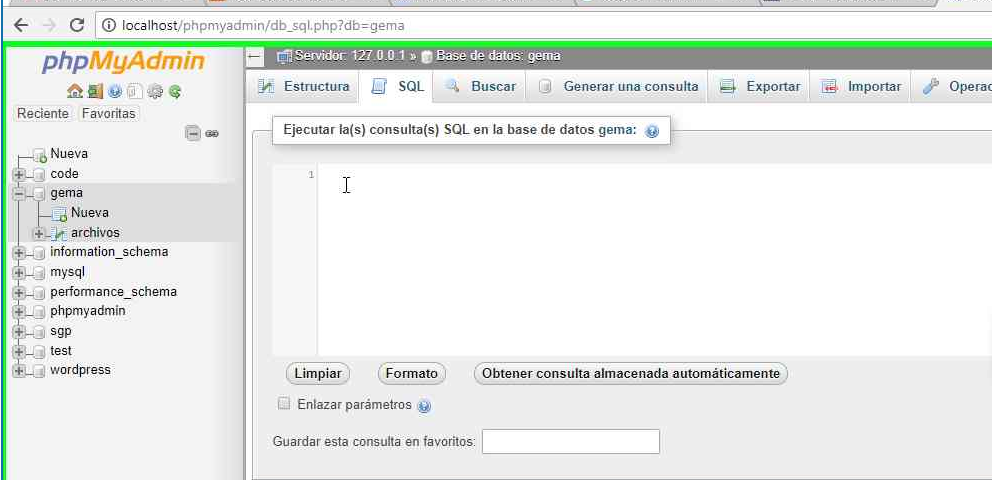 localhost/phpmyadmin/db_sql.php?db=gema
phpMyAdmin
Reciente Favoritas
Nueva
code
gema
Nueva
archivos
information_schema
mysql
performance_schema
phpmyadmin
sgp
test
wordpress
Servidor: 127.0.0.1 » Base de datos: gema
Estructura SQL Buscar Generar una consulta Exportar Importar Operac
Ejecutar la(s) consulta(s) SQL en la base de datos gema:
1
Limpiar Formato Obtener consulta almacenada automáticamente
Enlazar parámetros
Guardar esta consulta en favoritos: